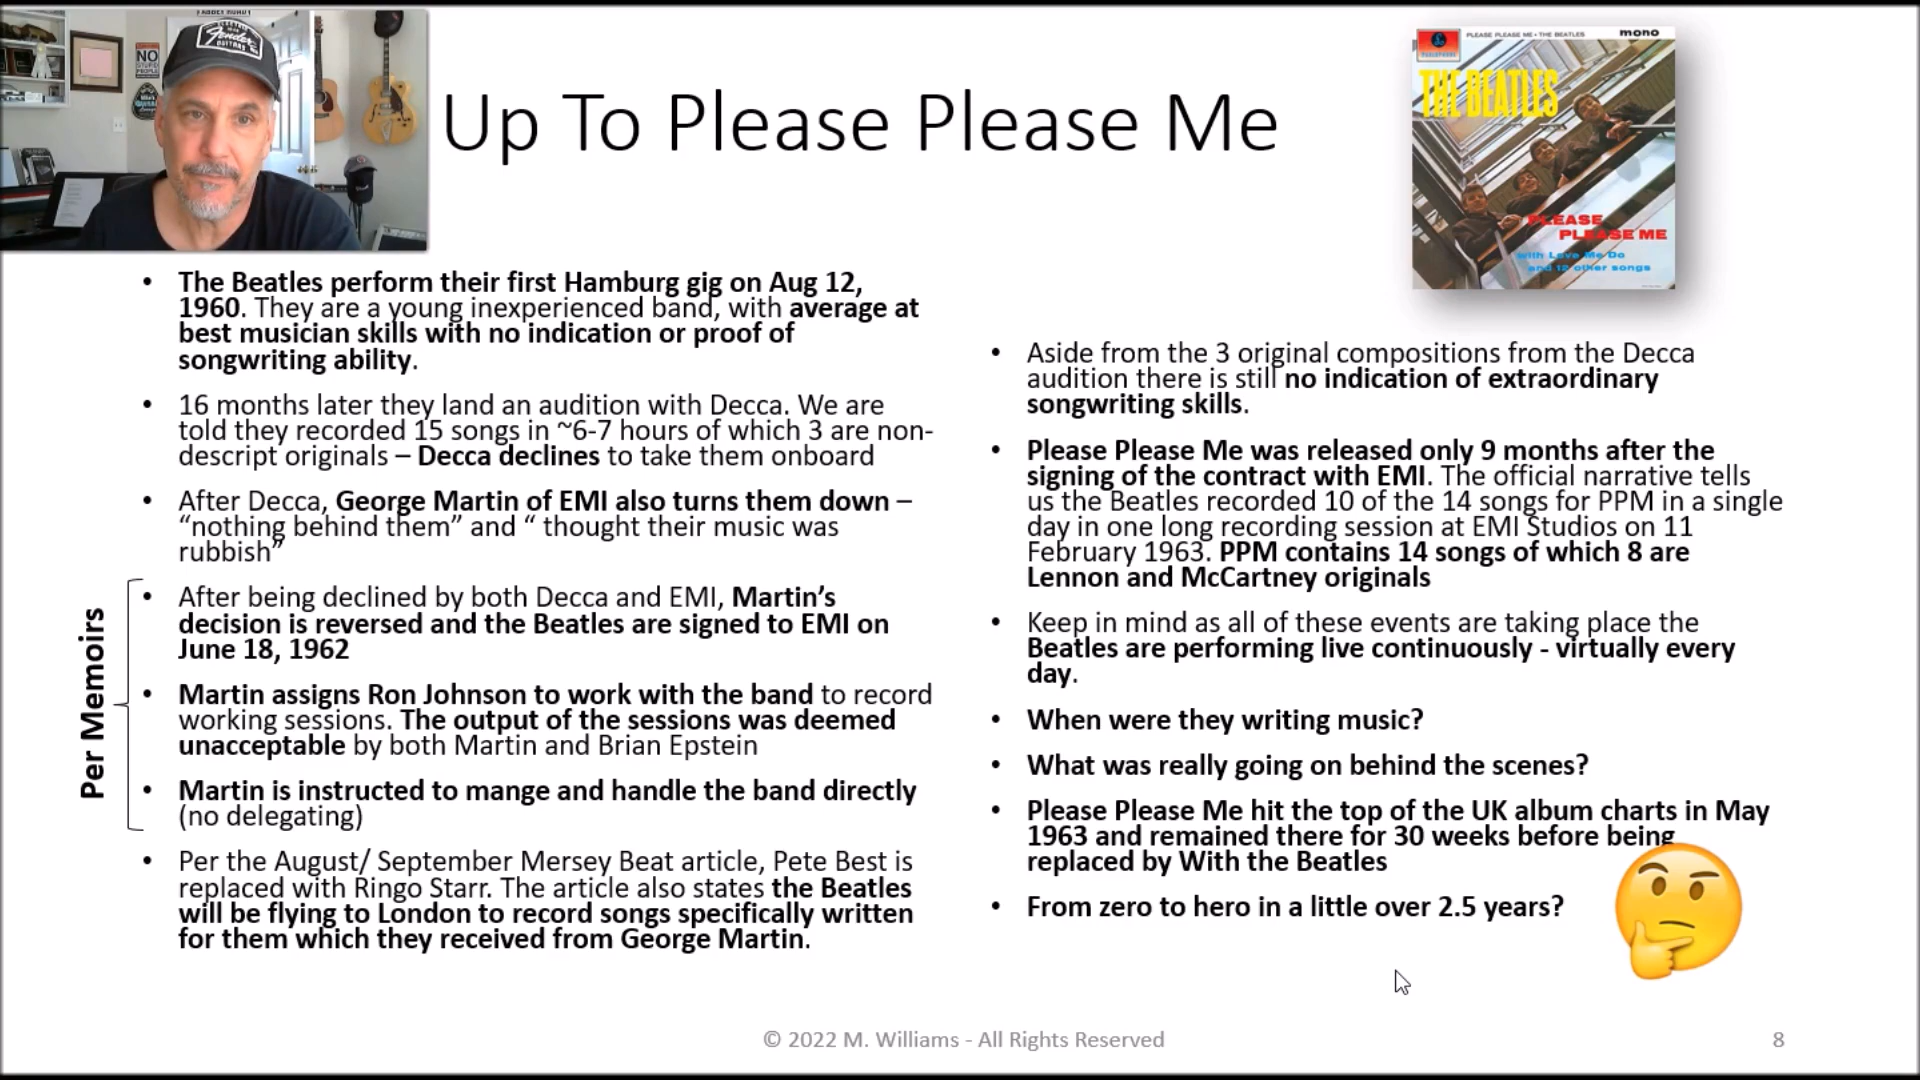 NO
STUPID
PEOPLE
Fender
GUITARS
Up To Please Please Me
PLEASE PLEASE ME • THE BEATLES
mono
THE BEATLES
PLEASE
PLEASE ME
with Love Me Do
and 12 other songs
• The Beatles perform their first Hamburg gig on Aug 12,
1960. They are a young inexperienced band, with average at
best musician skills with no indication or proof of
songwriting ability.
• 16 months later they land an audition with Decca. We are
told they recorded 15 songs in ~6-7 hours of which 3 are non-
descript originals – Decca declines to take them onboard
• After Decca, George Martin of EMI also turns them down –
“nothing behind them” and “ thought their music was
rubbish”
Per Memoirs
• After being declined by both Decca and EMI, Martin’s
decision is reversed and the Beatles are signed to EMI on
June 18, 1962
• Martin assigns Ron Johnson to work with the band to record
working sessions. The output of the sessions was deemed
unacceptable by both Martin and Brian Epstein
• Martin is instructed to mange and handle the band directly
(no delegating)
• Per the August/ September Mersey Beat article, Pete Best is
replaced with Ringo Starr. The article also states the Beatles
will be flying to London to record songs specifically written
for them which they received from George Martin.
• Aside from the 3 original compositions from the Decca
audition there is still no indication of extraordinary
songwriting skills.
• Please Please Me was released only 9 months after the
signing of the contract with EMI. The official narrative tells
us the Beatles recorded 10 of the 14 songs for PPM in a single
day in one long recording session at EMI Studios on 11
February 1963. PPM contains 14 songs of which 8 are
Lennon and McCartney originals
• Keep in mind as all of these events are taking place the
Beatles are performing live continuously - virtually every
day.
• When were they writing music?
• What was really going on behind the scenes?
• Please Please Me hit the top of the UK album charts in May
1963 and remained there for 30 weeks before being
replaced by With the Beatles
• From zero to hero in a little over 2.5 years?
© 2022 M. Williams - All Rights Reserved
8